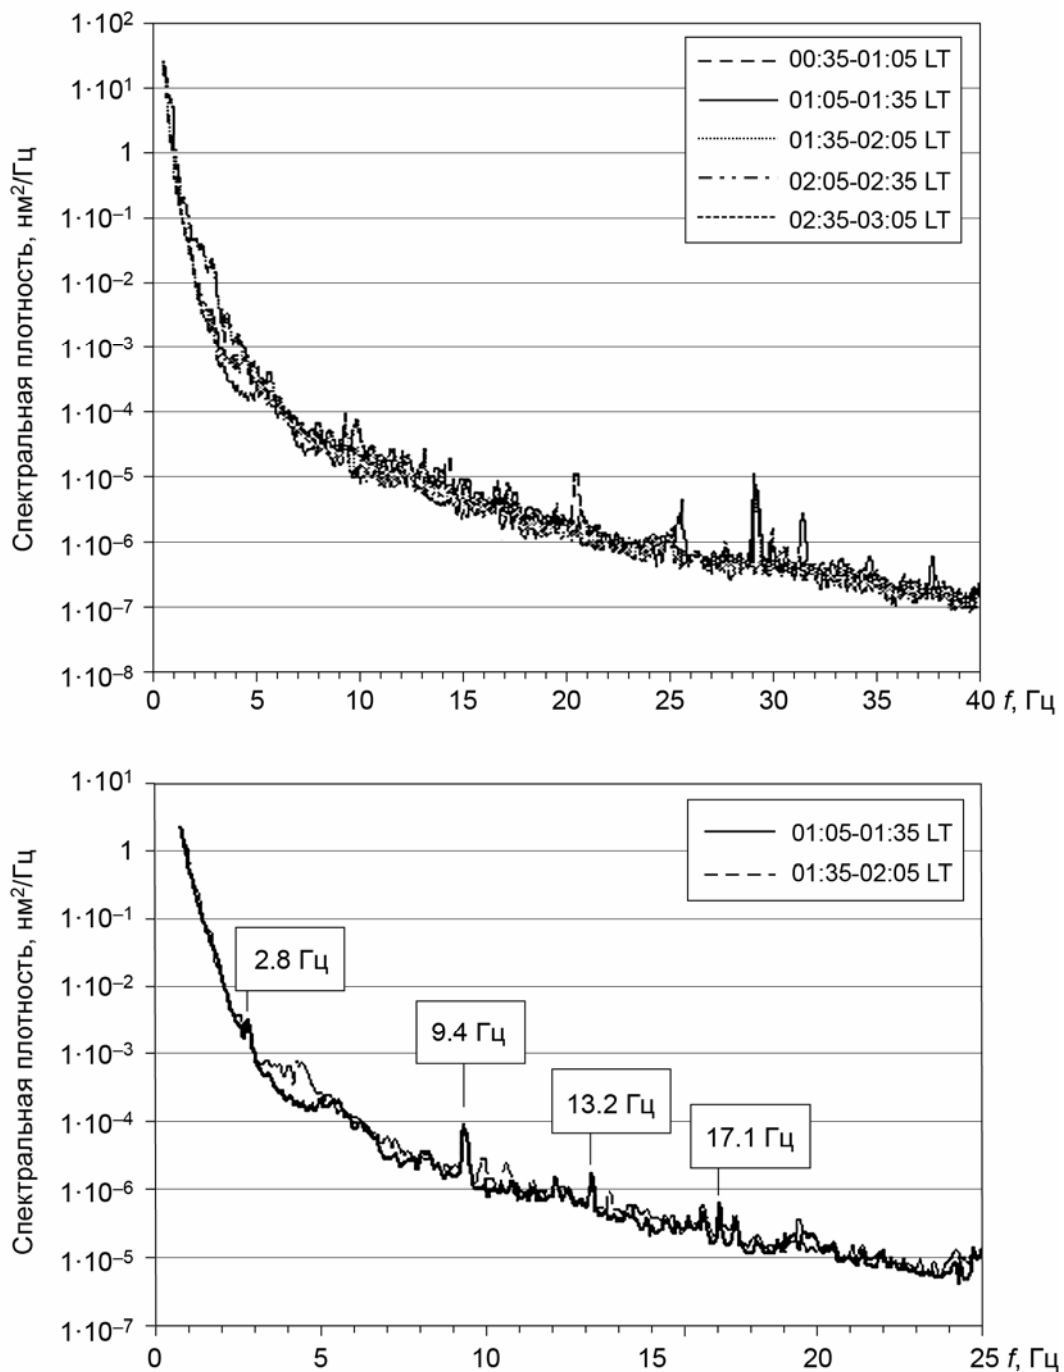 Спектральная плотность, нм²/Гц
1·10²
1·10¹
1
1·10⁻¹
1·10⁻²
1·10⁻³
1·10⁻⁴
1·10⁻⁵
1·10⁻⁶
1·10⁻⁷
1·10⁻⁸
00:35-01:05 LT
01:05-01:35 LT
01:35-02:05 LT
02:05-02:35 LT
02:35-03:05 LT
0 5 10 15 20 25 30 35 40 f, Гц
Спектральная плотность, нм²/Гц
1·10¹
1
1·10⁻¹
1·10⁻²
1·10⁻³
1·10⁻⁴
1·10⁻⁶
1·10⁻⁵
1·10⁻⁷
01:05-01:35 LT
01:35-02:05 LT
2.8 Гц
9.4 Гц
13.2 Гц
17.1 Гц
0 5 10 15 20 25 f, Гц